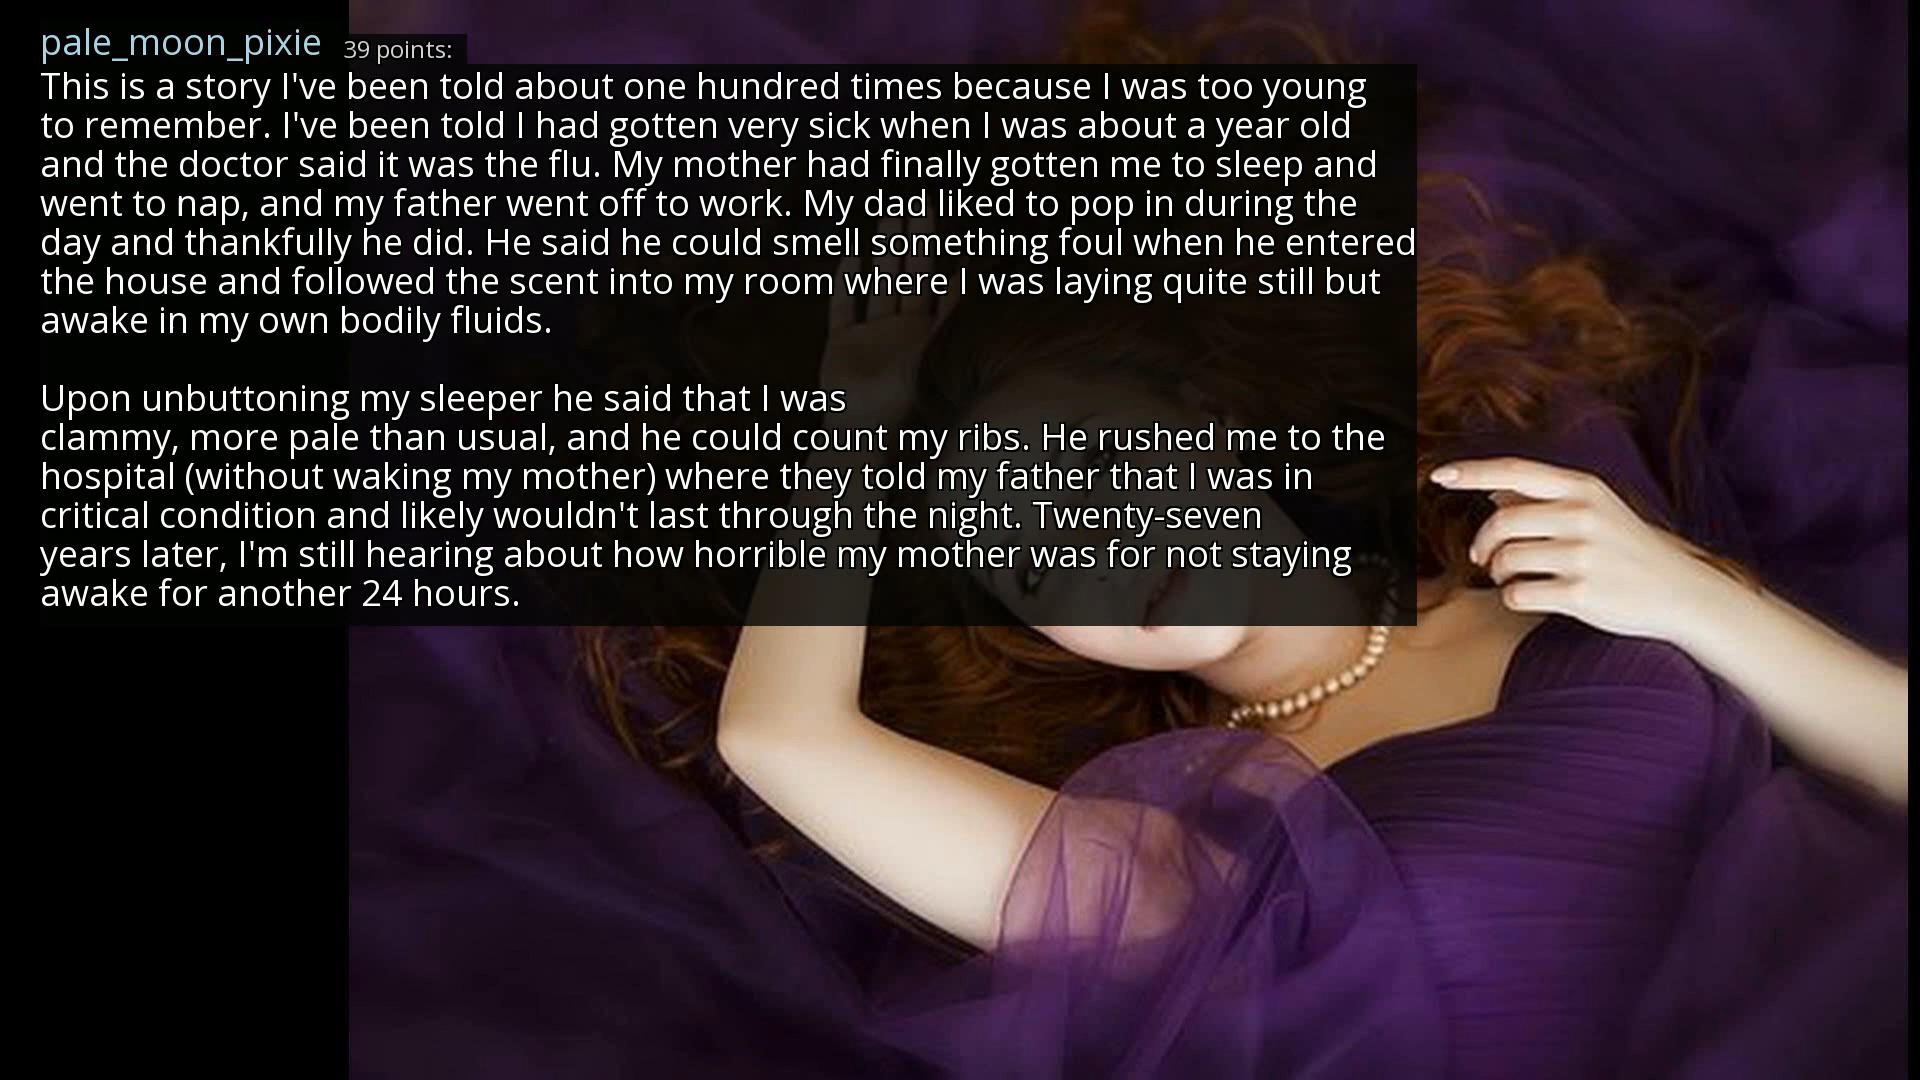 pale_moon_pixie 39 points:
This is a story I've been told about one hundred times because I was too young
to remember. I've been told I had gotten very sick when I was about a year old
and the doctor said it was the flu. My mother had finally gotten me to sleep and
went to nap, and my father went off to work. My dad liked to pop in during the
day and thankfully he did. He said he could smell something foul when he entered
the house and followed the scent into my room where I was laying quite still but
awake in my own bodily fluids.
Upon unbuttoning my sleeper he said that I was
clammy, more pale than usual, and he could count my ribs. He rushed me to the
hospital (without waking my mother) where they told my father that I was in
critical condition and likely wouldn't last through the night. Twenty-seven
years later, I'm still hearing about how horrible my mother was for not staying
awake for another 24 hours.